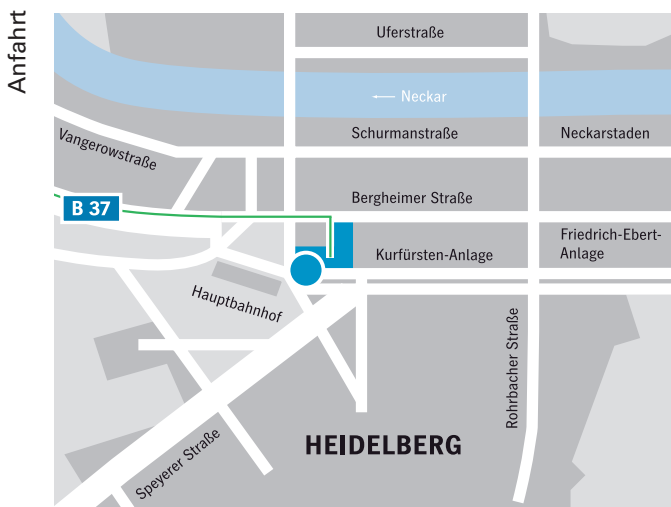 Anfahrt
Uferstraße
← Neckar
Schurmanstraße
Neckarstaden
Vangerowstraße
Bergheimer Straße
B 37
Friedrich-Ebert-
Anlage
Kurfürsten-Anlage
Hauptbahnhof
Rohrbacher Straße
HEIDELBERG
Speyerer Straße